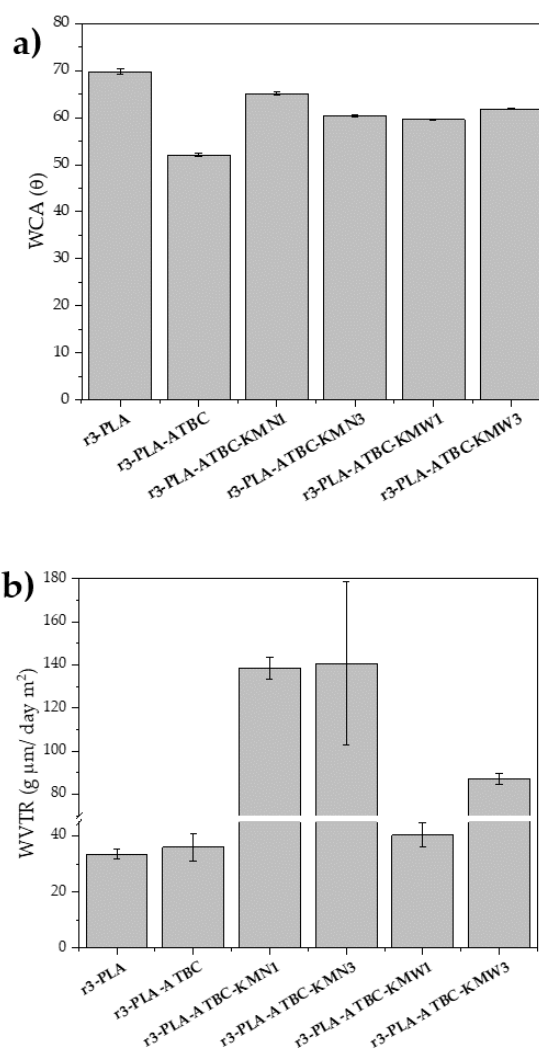 a)
80
70
60
50
40
30
20
10
0
WCA (θ)
r3-PLA
r3-PLA-ATBC
r3-PLA-ATBC-KMN1
r3-PLA-ATBC-KMN3
r3-PLA-ATBC-KMW1
r3-PLA-ATBC-KMW3
b)
180
160
140
120
100
80
40
20
0
WVTR (g μm/ day m²)
r3-PLA
r3-PLA-ATBC
r3-PLA-ATBC-KMN1
r3-PLA-ATBC-KMN3
r3-PLA-ATBC-KMW1
r3-PLA-ATBC-KMW3